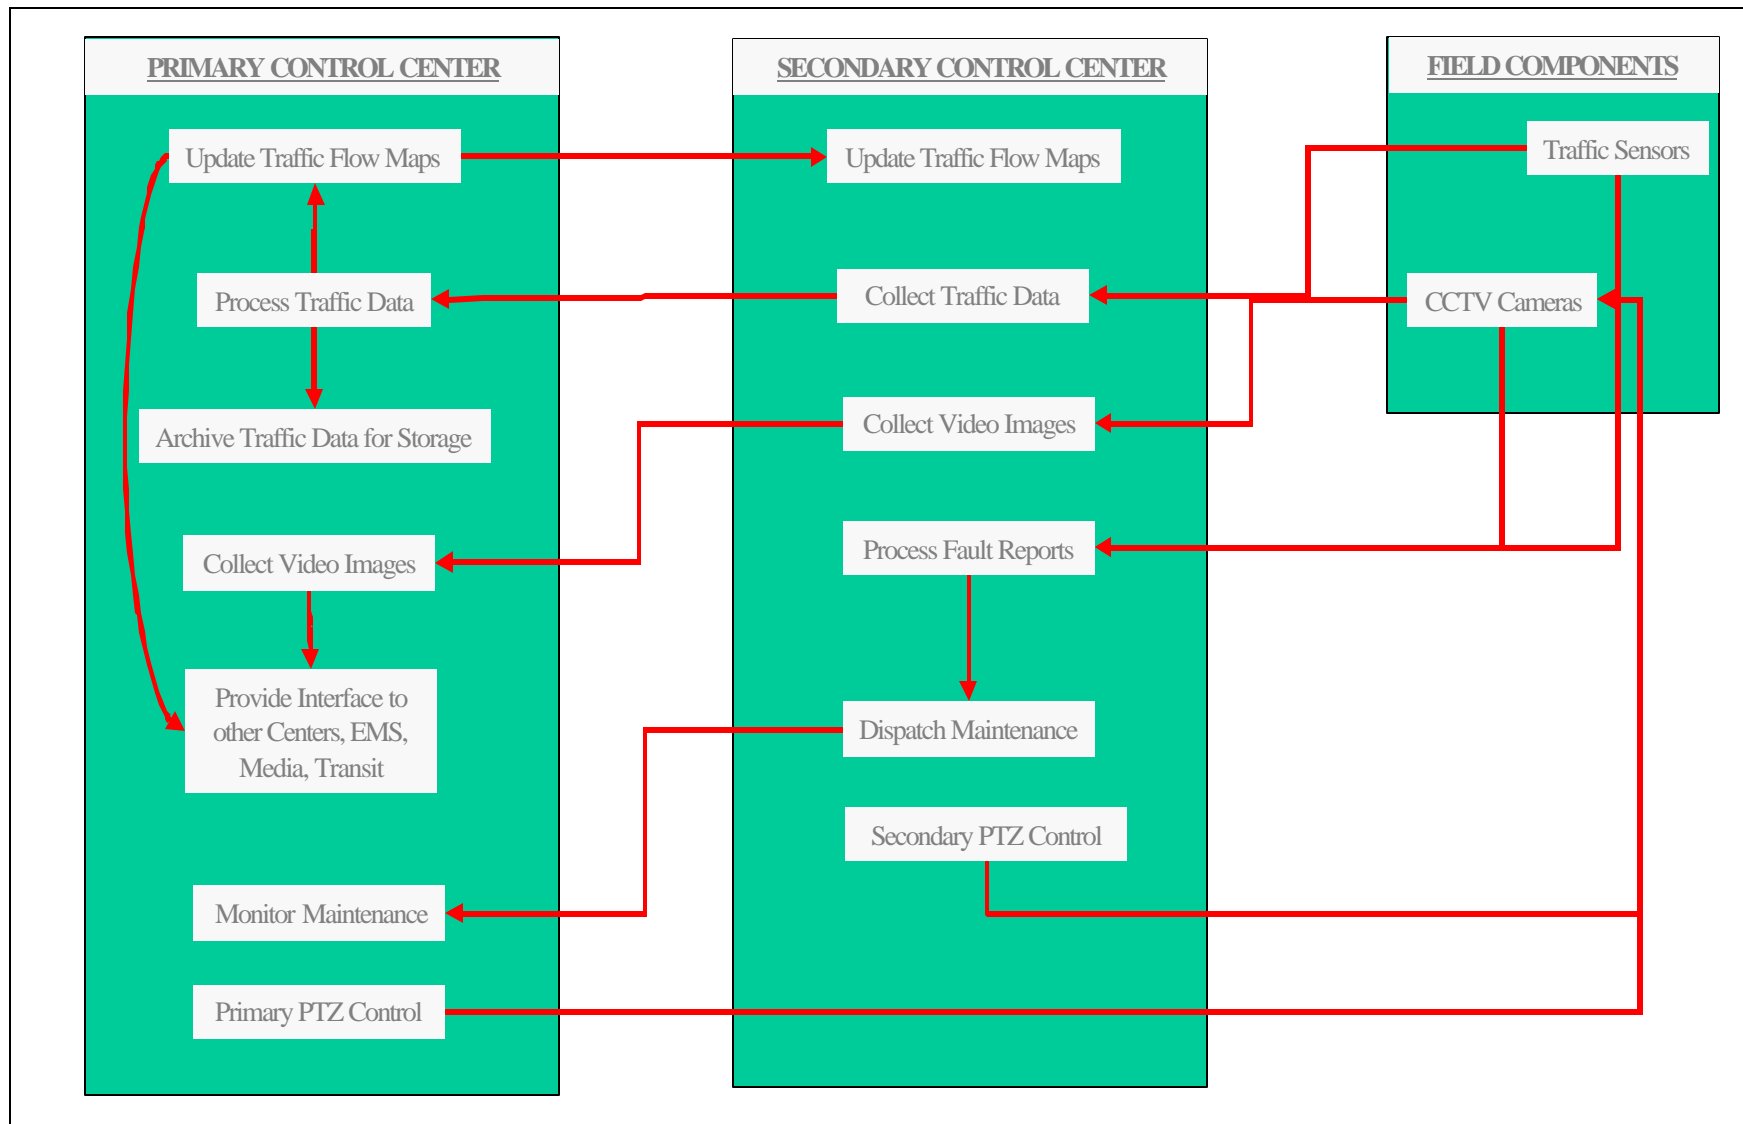 PRIMARY CONTROL CENTER
Update Traffic Flow Maps
Process Traffic Data
Archive Traffic Data for Storage
Collect Video Images
Provide Interface to
other Centers, EMS,
Media, Transit
Monitor Maintenance
Primary PTZ Control
SECONDARY CONTROL CENTER
Update Traffic Flow Maps
Collect Traffic Data
Collect Video Images
Process Fault Reports
Dispatch Maintenance
Secondary PTZ Control
FIELD COMPONENTS
Traffic Sensors
CCTV Cameras